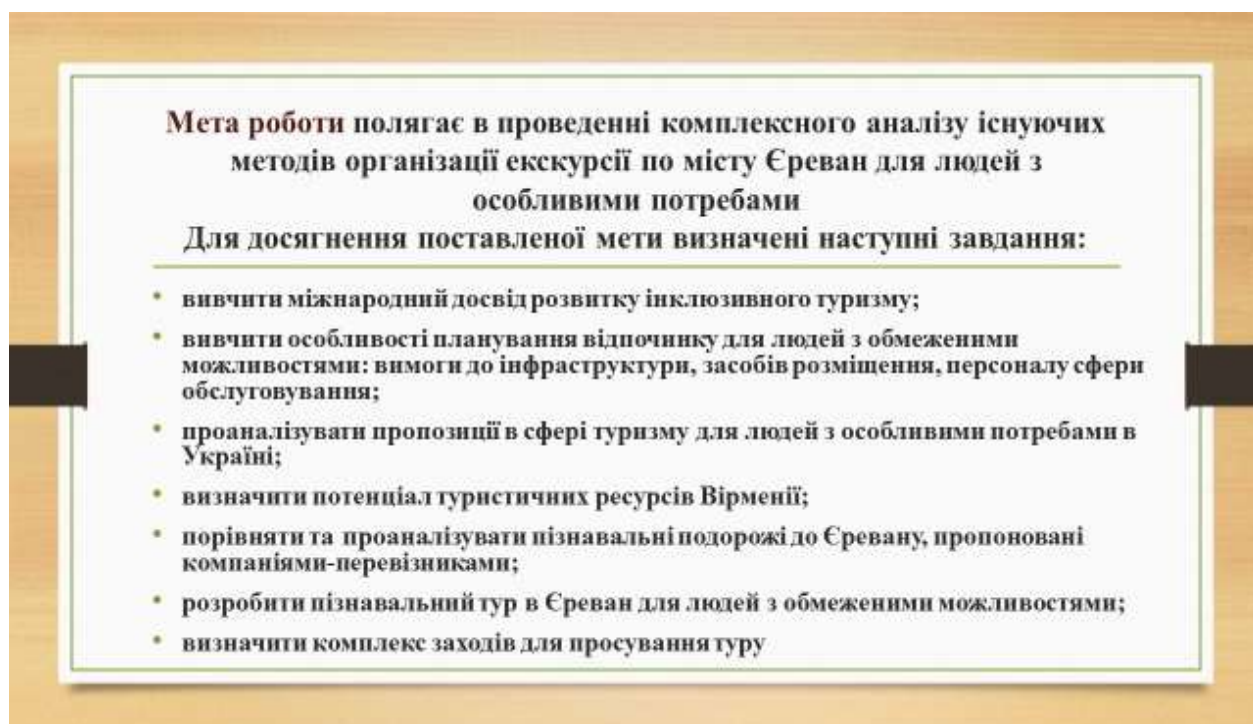 Мета роботи полягає в проведенні комплексного аналізу існуючих
методів організації екскурсії по місту Єреван для людей з
особливими потребами
Для досягнення поставленої мети визначені наступні завдання:
• вивчити міжнародний досвід розвитку інклюзивного туризму;
• вивчити особливості планування відпочинку для людей з обмеженими
можливостями: вимоги до інфраструктури, засобів розміщення, персоналу сфери
обслуговування;
• проаналізувати пропозиції в сфері туризму для людей з особливими потребами в
Україні;
• визначити потенціал туристичних ресурсів Вірменії;
• порівняти та проаналізувати пізнавальні подорожі до Єревану, пропоновані
компаніями-перевізниками;
• розробити пізнавальний тур в Єреван для людей з обмеженими можливостями;
• визначити комплекс заходів для просування туру